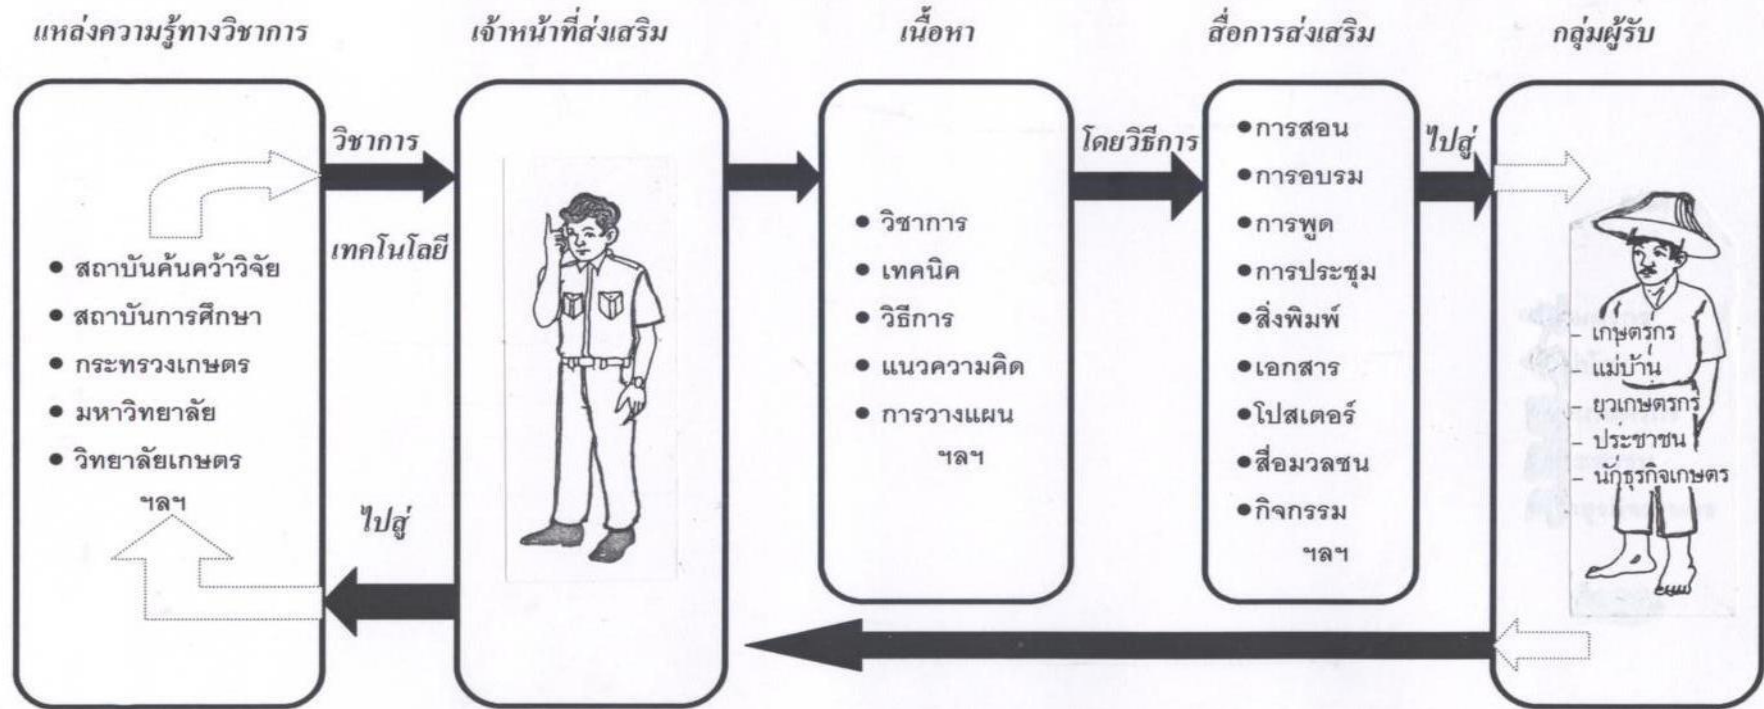 แหล่งความรู้ทางวิชาการ
เจ้าหน้าที่ส่งเสริม
เนื้อหา
สื่อการส่งเสริม
กลุ่มผู้รับ
• สถาบันค้นคว้าวิจัย
• สถาบันการศึกษา
• กระทรวงเกษตร
• มหาวิทยาลัย
• วิทยาลัยเกษตร
ฯลฯ
วิชาการ
เทคโนโลยี
ไปสู่
• วิชาการ
• เทคนิค
• วิธีการ
• แนวความคิด
• การวางแผน
ฯลฯ
โดยวิธีการ
•การสอน
•การอบรม
•การพูด
•การประชุม
•สิ่งพิมพ์
•เอกสาร
•โปสเตอร์
•สื่อมวลชน
•กิจกรรม
ฯลฯ
ไปสู่
- เกษตรกร
- แม่บ้าน
- ยุวเกษตรกร
- ประชาชน
- นักธุรกิจเกษตร